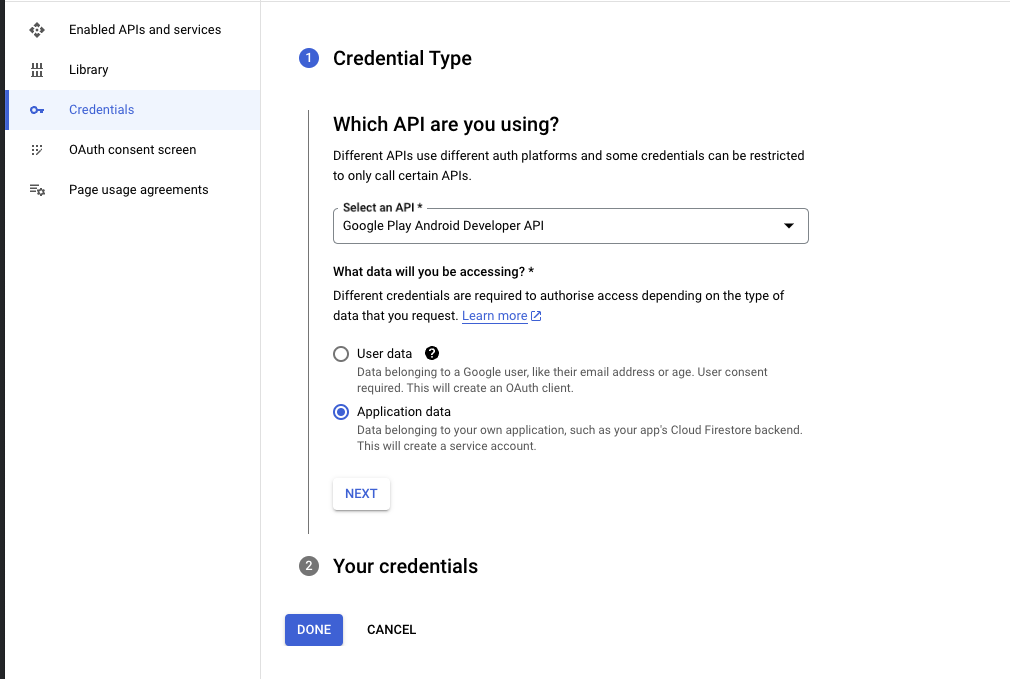 Enabled APIs and services
Library
Credentials
OAuth consent screen
Page usage agreements
1 Credential Type
Which API are you using?
Different APIs use different auth platforms and some credentials can be restricted
to only call certain APIs.
Select an API *
Google Play Android Developer API
What data will you be accessing? *
Different credentials are required to authorise access depending on the type of
data that you request. Learn more
User data ?
Data belonging to a Google user, like their email address or age. User consent
required. This will create an OAuth client.
Application data
Data belonging to your own application, such as your app's Cloud Firestore backend.
This will create a service account.
NEXT
2 Your credentials
DONE CANCEL